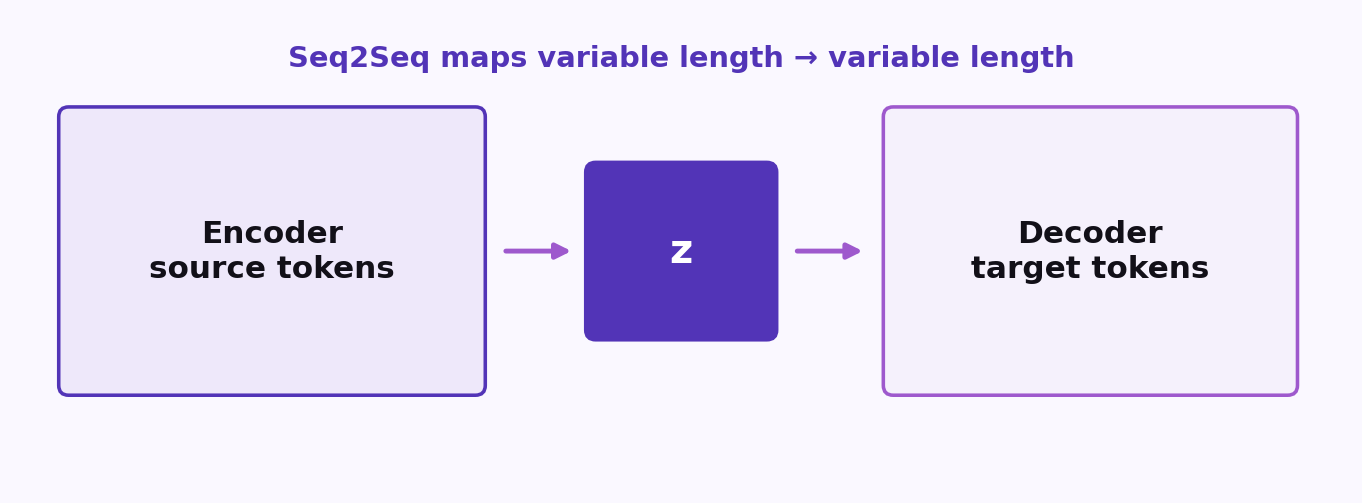 Seq2Seq maps variable length → variable length
Encoder
source tokens
z
Decoder
target tokens